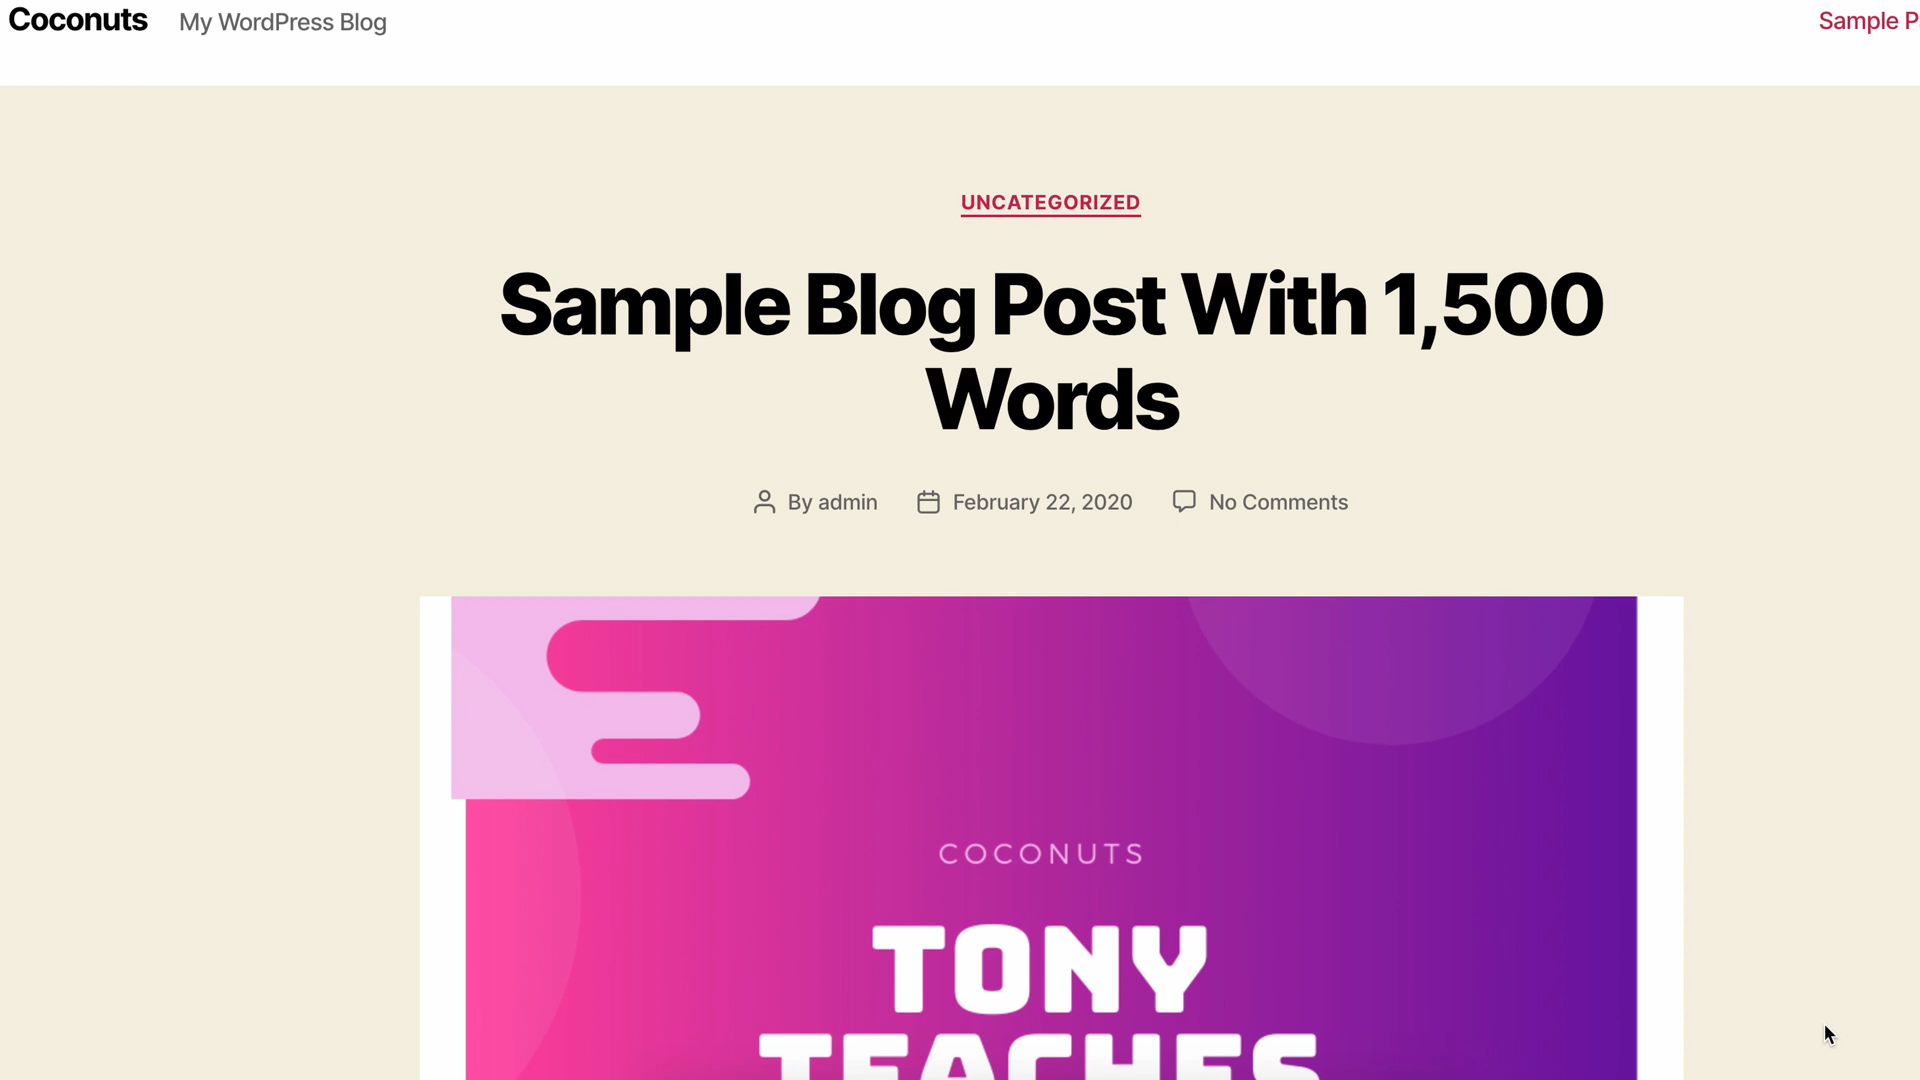 Coconuts My WordPress Blog Sample P
UNCATEGORIZED
Sample Blog Post With 1,500
Words
By admin February 22, 2020 No Comments
COCONUTS
TONY
TEACHES